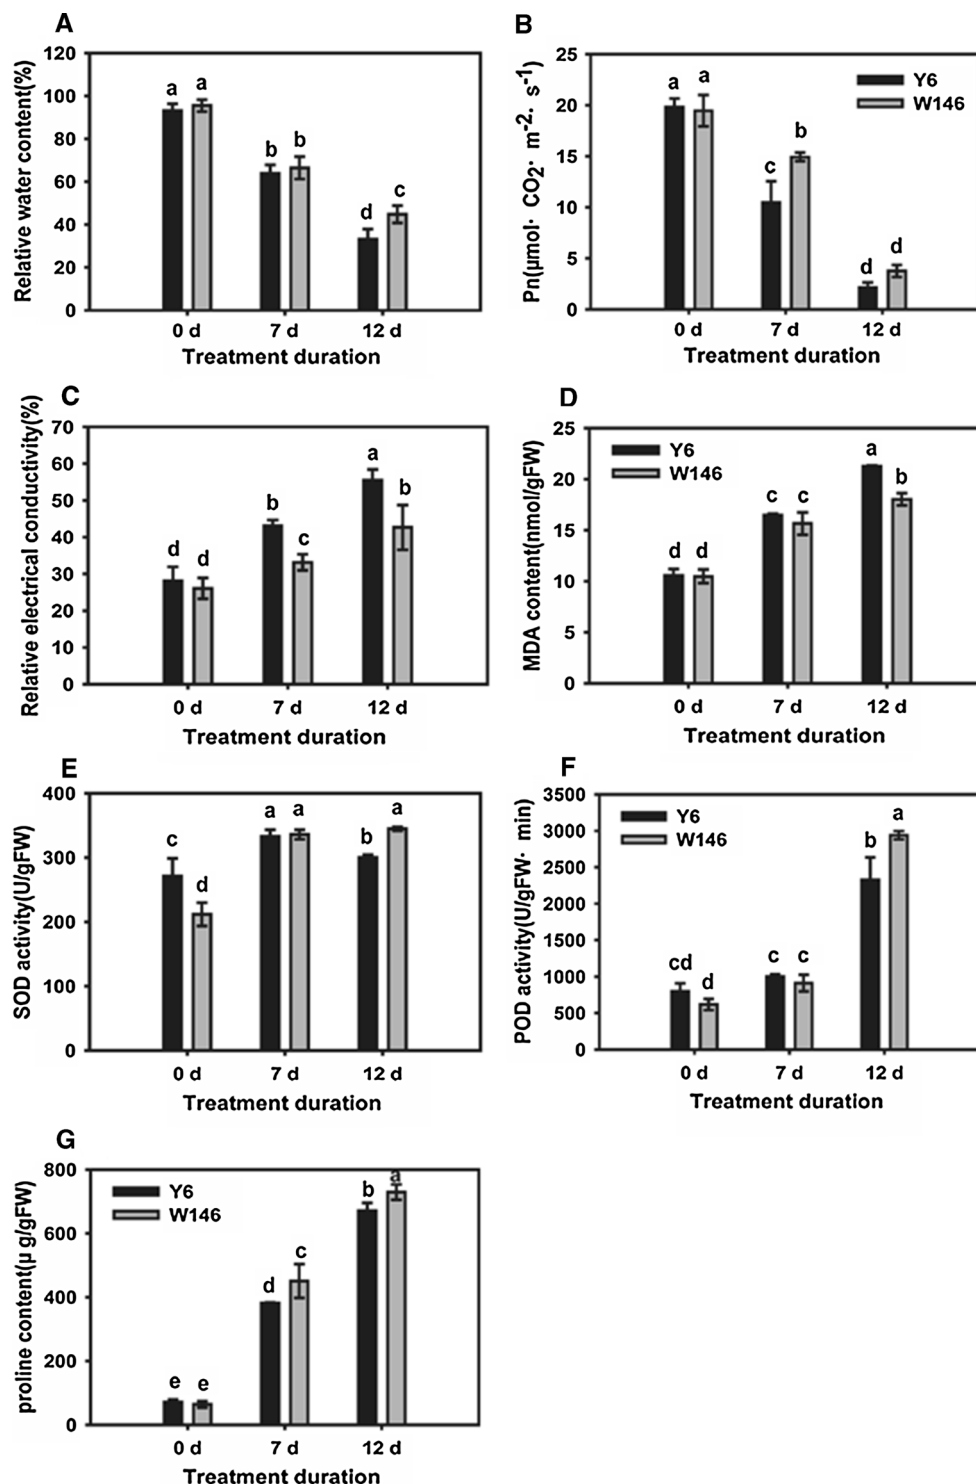 A
Relative water content(%)
120
100
80
60
40
20
0
a a
b b
d c
0 d 7 d 12 d
Treatment duration
B
Pn(µmol· CO2· m-2· s-1)
25
20
15
10
5
0
a a
c b
d d
Y6
W146
0 d 7 d 12 d
Treatment duration
C
Relative electrical conductivity(%)
70
60
50
40
30
20
10
0
d d
b c
a b
0 d 7 d 12 d
Treatment duration
D
MDA content(nmol/gFW)
25
20
15
10
5
0
Y6
W146
d d
c c
a b
0 d 7 d 12 d
Treatment duration
E
SOD activity(U/gFW)
400
300
200
100
0
c d
a a
b a
0 d 7 d 12 d
Treatment duration
F
POD activity(U/gFW· min)
3500
3000
2500
2000
1500
1000
500
0
Y6
W146
cd d
c c
b a
0 d 7 d 12 d
Treatment duration
G
proline content(µ g/gFW)
800
600
400
200
0
Y6
W146
e e
d c
b a
0 d 7 d 12 d
Treatment duration